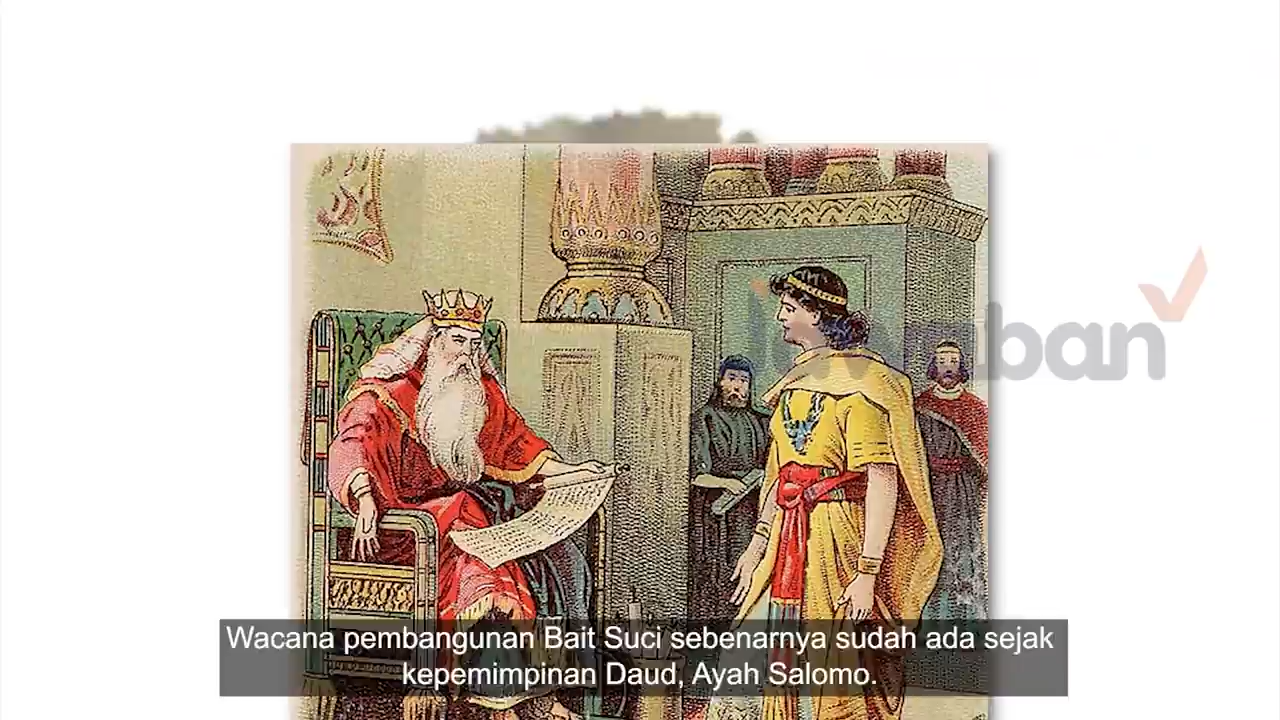 Wacana pembangunan Bait Suci sebenarnya sudah ada sejak
kepemimpinan Daud, Ayah Salomo.